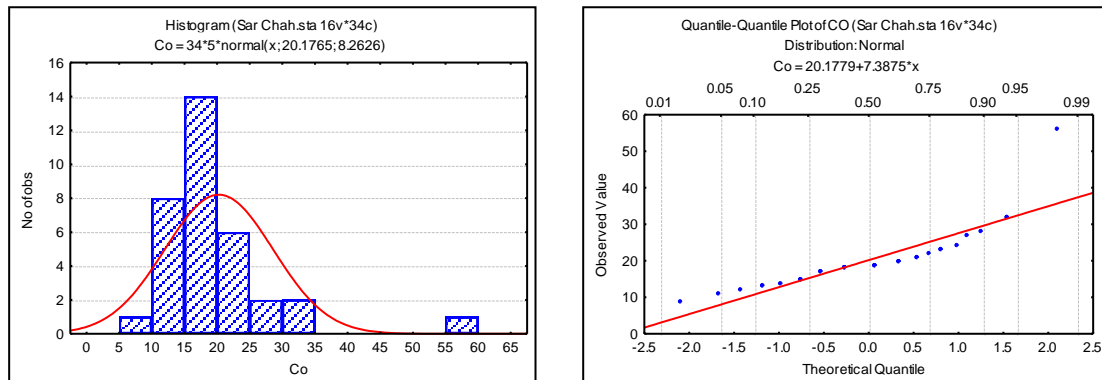 Histogram (Sar Chah.sta 16v*34c)
Co = 34*5*normal(x; 20.1765; 8.2626)
16
14
12
10
8
6
4
2
0
No of obs
0 5 10 15 20 25 30 35 40 45 50 55 60 65
Co
Quantile-Quantile Plot of CO (Sar Chah.sta 16v*34c)
Distribution: Normal
Co = 20.1779+7.3875*x
0.01 0.05 0.10 0.25 0.50 0.75 0.90 0.95 0.99
60
50
40
30
20
10
0
Observed Value
-2.5 -2.0 -1.5 -1.0 -0.5 0.0 0.5 1.0 1.5 2.0 2.5
Theoretical Quantile